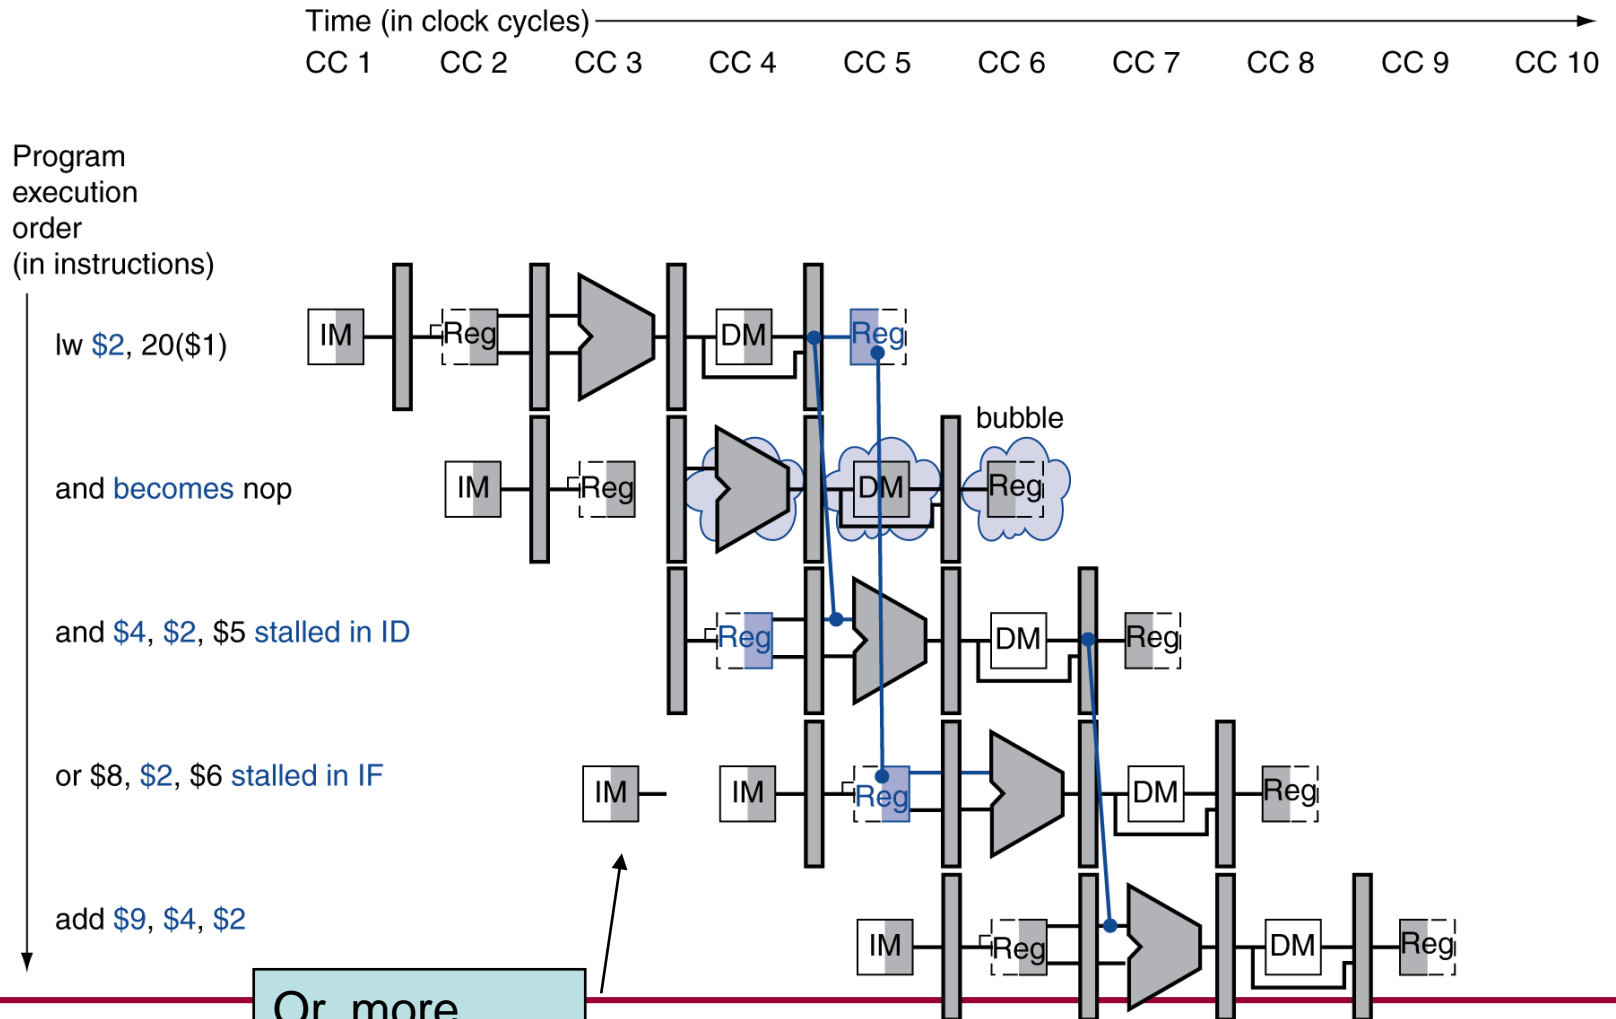 Time (in clock cycles)
CC 1 CC 2 CC 3 CC 4 CC 5 CC 6 CC 7 CC 8 CC 9 CC 10
Program
execution
order
(in instructions)
lw $2, 20($1)
IM Reg DM Reg
bubble
and becomes nop
IM Reg DM Reg
and $4, $2, $5 stalled in ID
Reg DM Reg
or $8, $2, $6 stalled in IF
IM IM Reg DM Reg
add $9, $4, $2
IM Reg DM Reg
Or, more